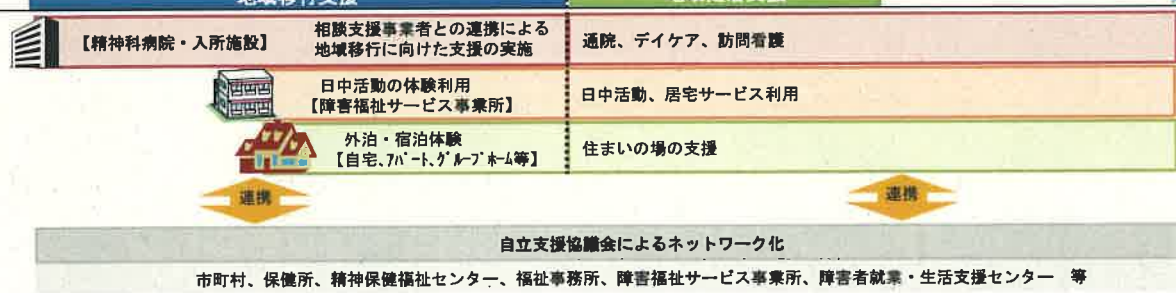 地域移行支援
【精神科病院・入所施設】
相談支援事業者との連携による
地域移行に向けた支援の実施
通院、デイケア、訪問看護
日中活動の体験利用
【障害福祉サービス事業所】
日中活動、居宅サービス利用
外泊・宿泊体験
【自宅、ｱﾊﾟｰﾄ、ｸﾞﾙｰﾌﾟﾎｰﾑ等】
住まいの場の支援
連携
連携
自立支援協議会によるネットワーク化
市町村、保健所、精神保健福祉センター、福祉事務所、障害福祉サービス事業所、障害者就業・生活支援センター 等